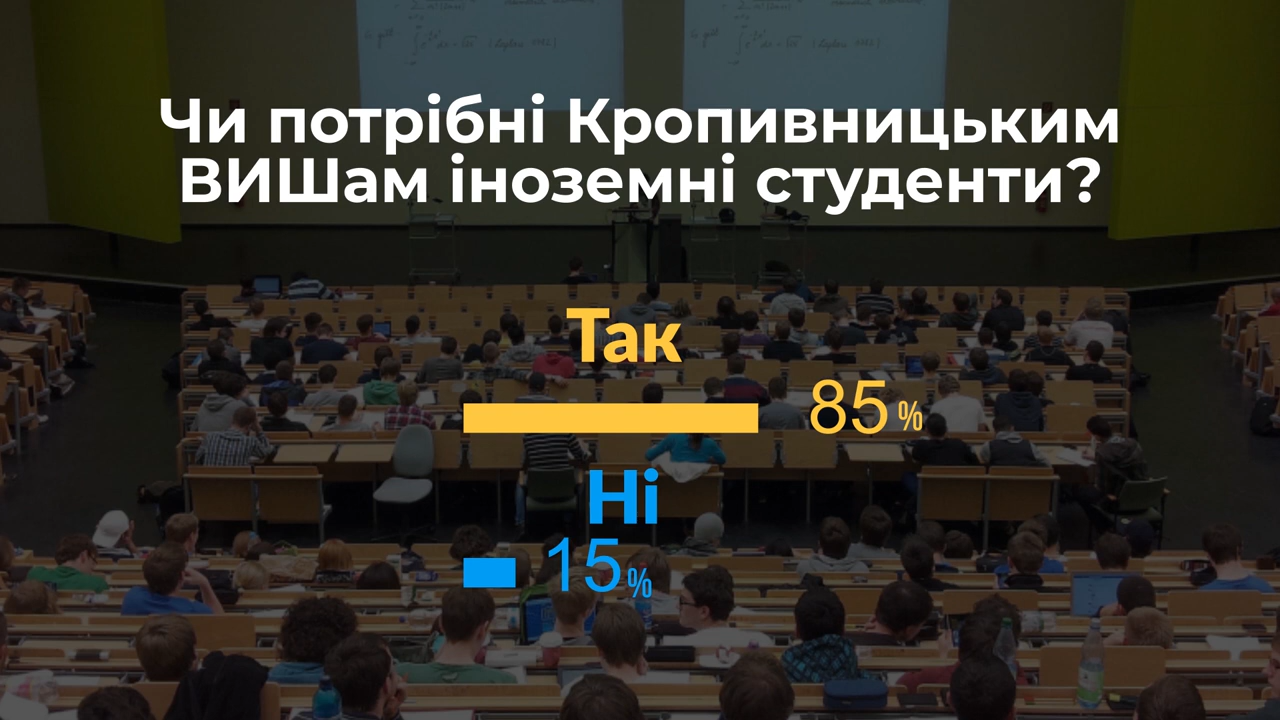 Чи потрібні Кропивницьким
ВИШам іноземні студенти?
Так
85%
Ні
15%